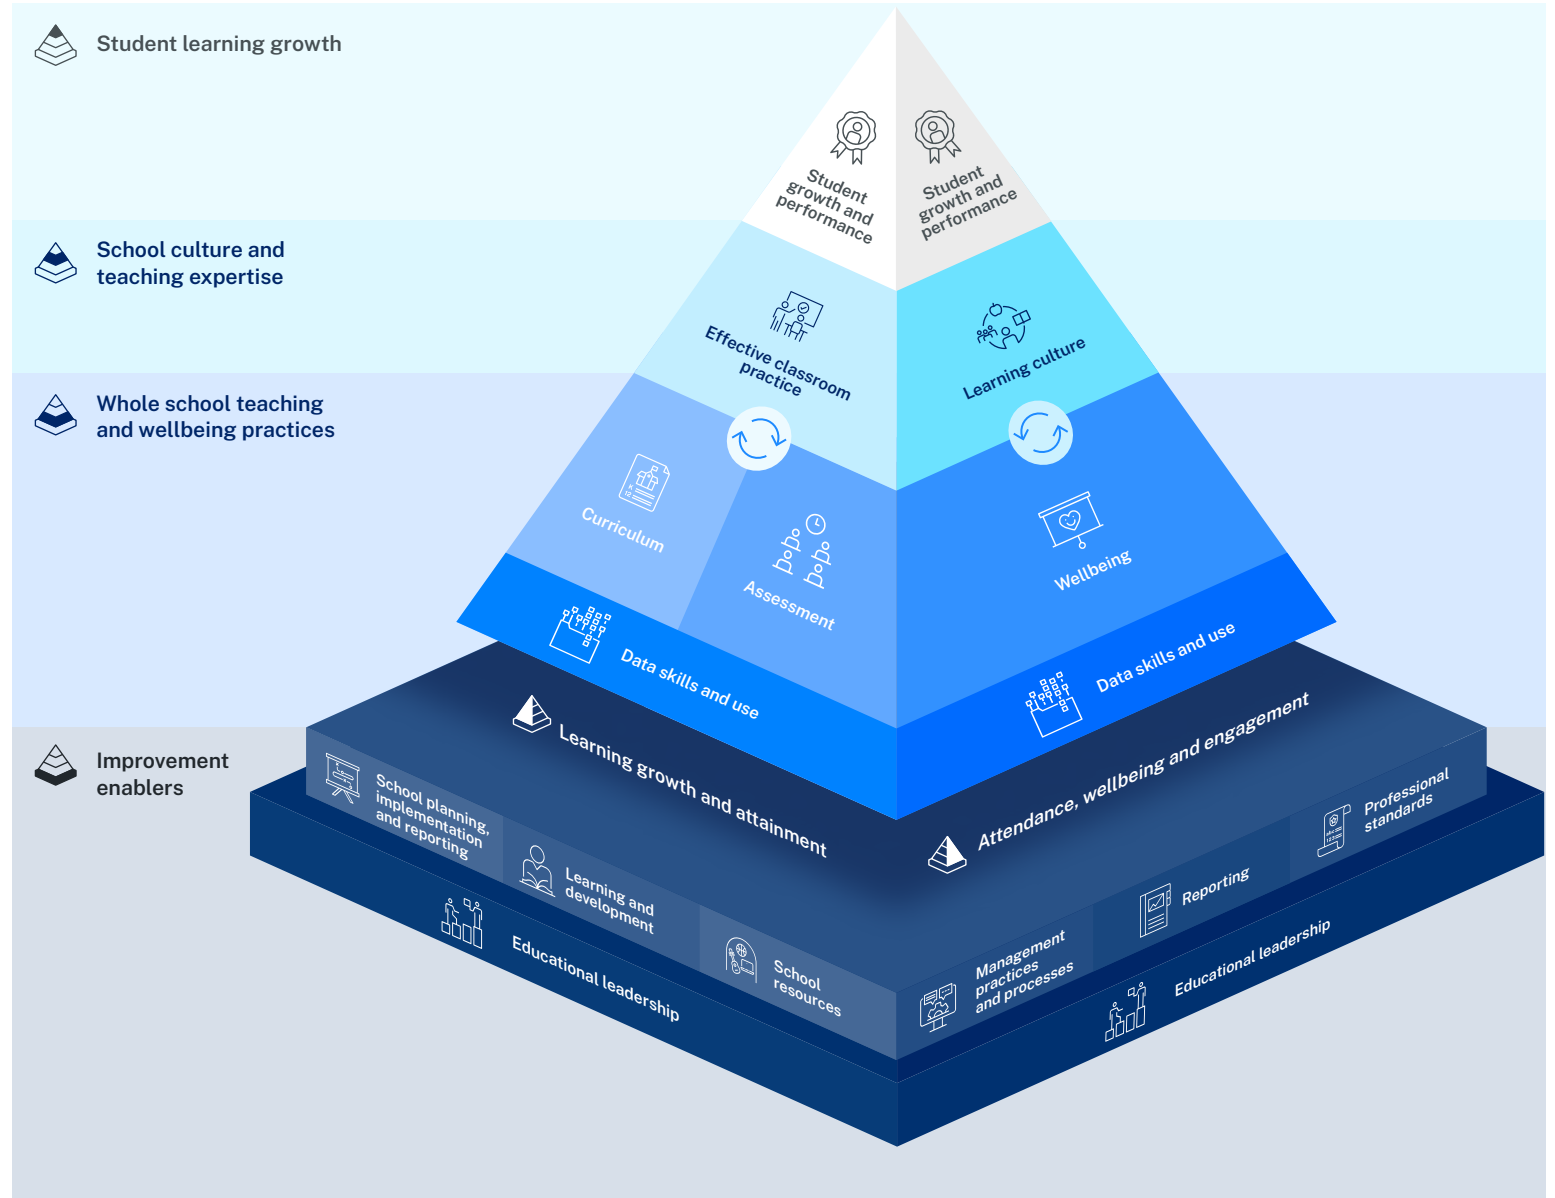 Student learning growth
Student
growth and
performance
Student
growth and
performance
School culture and
teaching expertise
Effective classroom
practice
Learning culture
Whole school teaching
and wellbeing practices
Curriculum
Assessment
Wellbeing
Data skills and use
Data skills and use
Learning growth and attainment
Attendance, wellbeing and engagement
Improvement
enablers
School planning,
implementation
and reporting
Learning and
development
School
resources
Management
practices
and processes
Reporting
Professional
standards
Educational leadership
Educational leadership